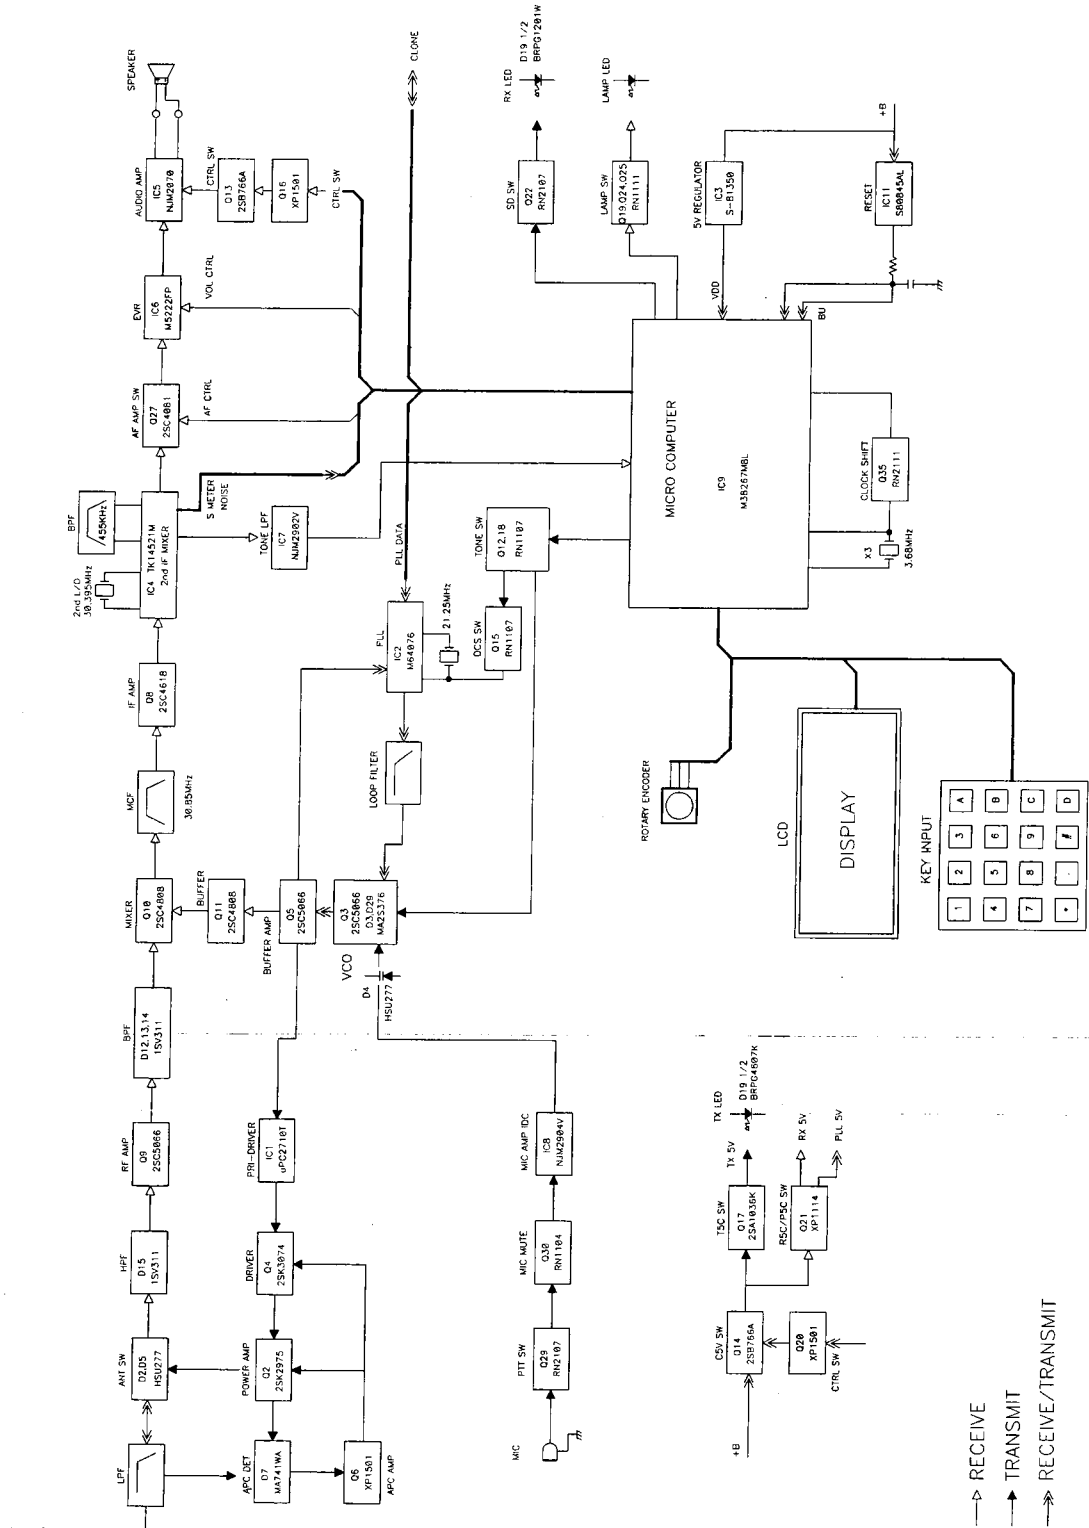 SPEAKER
AUDIO AMP
IC5
NJM2070
CTRL SW
Q13
2SB766A
Q16
XP1501
CTRL SW
EVR
IC6
M5222FP
VOL CTRL
AF AMP SW
Q27
2SC4081
AF CTRL
BPF
455KHz
2nd L/D
30.395MHz
IC4 TK14521M
2nd IF MIXER
S METER
NOISE
TONE LPF
IC7
NJM2902V
IF AMP
Q8
2SC4618
MCF
30.85MHz
MIXER
Q10
2SC4808
BUFFER
Q11
2SC4808
BUFFER AMP
Q5
2SC5066
VCO
Q3
2SC5066
D3,D29
MA2S376
D4
HSU277
BPF
D12,13,14
1SV311
RF AMP
Q9
2SC5066
HPF
D15
1SV311
ANT SW
D2,D5
HSU277
LPF
PRI-DRIVER
IC1
uPC2710T
DRIVER
Q4
2SK3074
POWER AMP
Q2
2SK2975
APC DET
D7
MA741WA
Q6
XP1501
APC AMP
CLONE
PLL DATA
PLL
IC2
M64076
21.25MHz
LOOP FILTER
TONE SW
Q12,18
RN1107
OCS SW
Q15
RN1107
RX LED
D19 1/2
BRPG1201W
SD SW
Q22
RN2107
LAMP LED
LAMP SW
Q19,Q24,Q25
RN1111
5V REGULATOR
IC3
S-81350
+B
RESET
IC11
S80845AL
VDD
BU
MICRO COMPUTER
IC9
M38267M8L
CLOCK SHIFT
Q35
RN2111
X3
3.68MHz
ROTARY ENCODER
LCD
DISPLAY
KEY INPUT
1 2 3 A
4 5 6 B
7 8 9 C
* . # D
MIC
PTT SW
Q29
RN2107
MIC MUTE
Q30
RN1104
MIC AMP IDC
IC8
NJM2904V
+B
C5V SW
Q14
2SB766A
Q20
XP1501
CTRL SW
T5C SW
Q17
2SA1036K
TX 5V
TX LED
D19 1/2
BRPG4607K
R5C/P5C SW
Q21
XP1114
RX 5V
PLL 5V
RECEIVE
TRANSMIT
RECEIVE/TRANSMIT